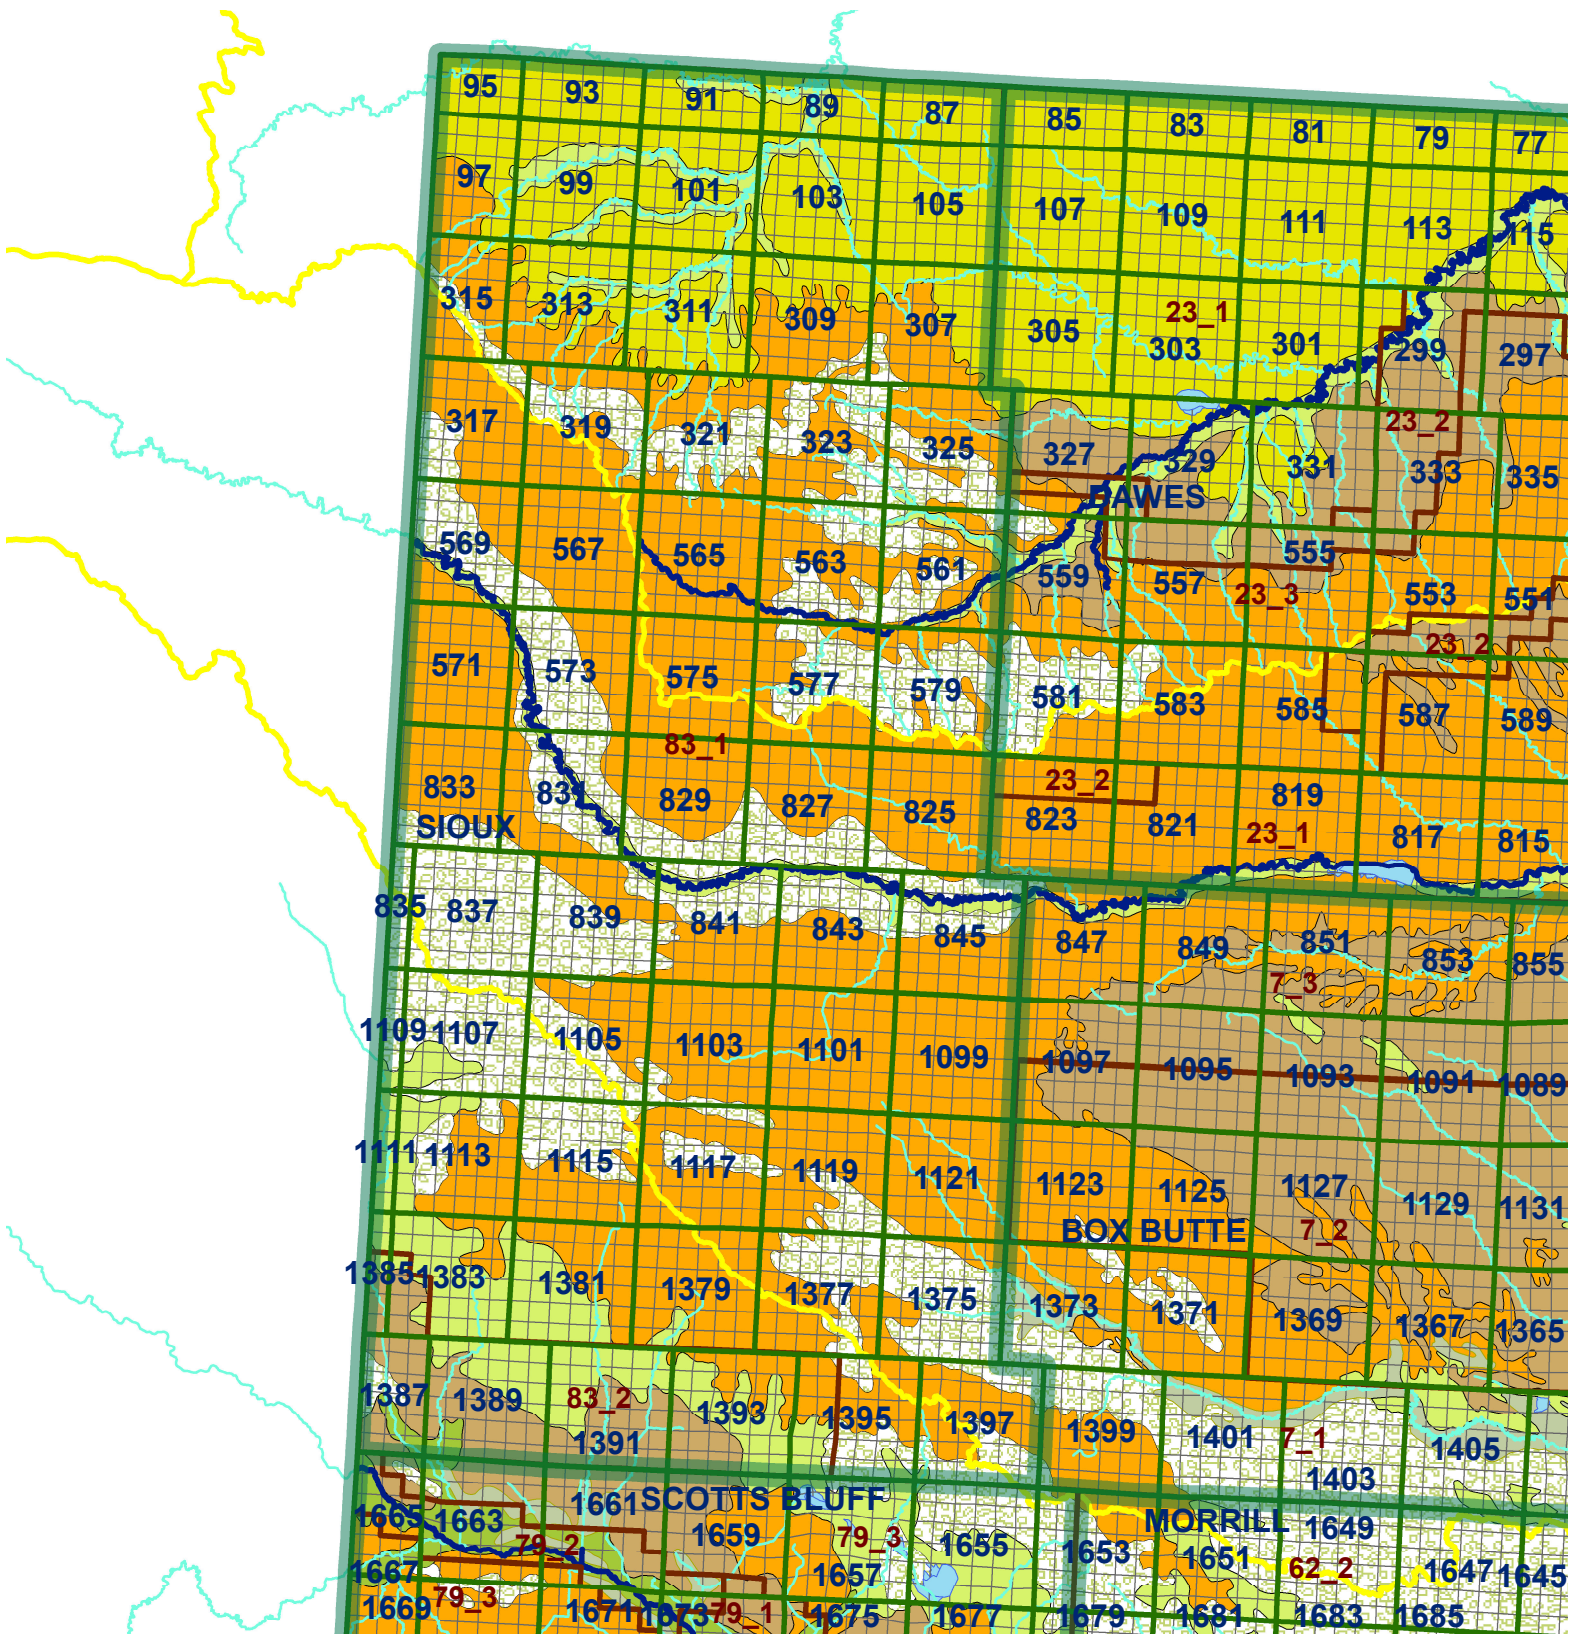 95 93 91 89 87 85 83 81 79 77
97 99 101 103 105 107 109 111 113 115
315 313 311 309 307 305 23_1 303 301 299 297
317 319 321 323 325 327 329 331 23_2 333 335
DAWES
569 567 565 563 561 559 557 555 23_3 553 551
571 573 575 577 579 581 583 585 23_2 587 589
83_1 23_2
833 831 829 827 825 823 821 819 23_1 817 815
SIOUX
835 837 839 841 843 845 847 849 851 853 855
7_3
1109 1107 1105 1103 1101 1099 1097 1095 1093 1091 1089
1111 1113 1115 1117 1119 1121 1123 1125 1127 1129 1131
BOX BUTTE 7_2
1385 1383 1381 1379 1377 1375 1373 1371 1369 1367 1365
1387 1389 83_2 1391 1393 1395 1397 1399 1401 7_1 1403 1405
SCOTTS BLUFF MORRILL
1665 1663 1661 1659 79_3 1657 1655 1653 1651 1649 62_2 1647 1645
79_2
1667
1669 79_3 1671 1673 79_1 1675 1677 1679 1681 1683 1685